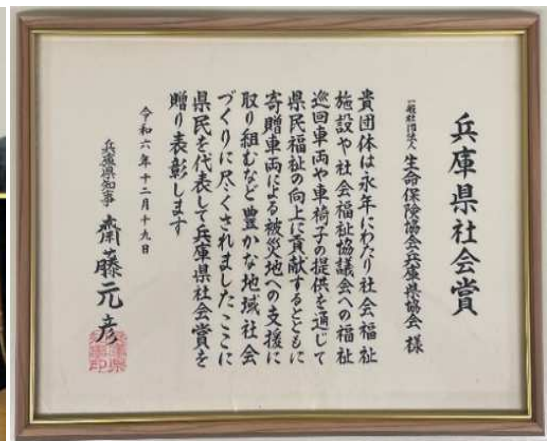 兵庫県社会賞
一般社団法人 生命保険協会兵庫県協会 様
貴団体は永年にわたり社会福祉
施設や社会福祉協議会への福祉
巡回車両や車椅子の提供を通じて
県民福祉の向上に貢献するとともに
寄贈車両による被災地への支援に
取り組むなど豊かな地域社会
づくりに尽くされましたここに
県民を代表して兵庫県社会賞を
贈り表彰します
令和六年十二月十九日
兵庫県知事 齋藤元彦